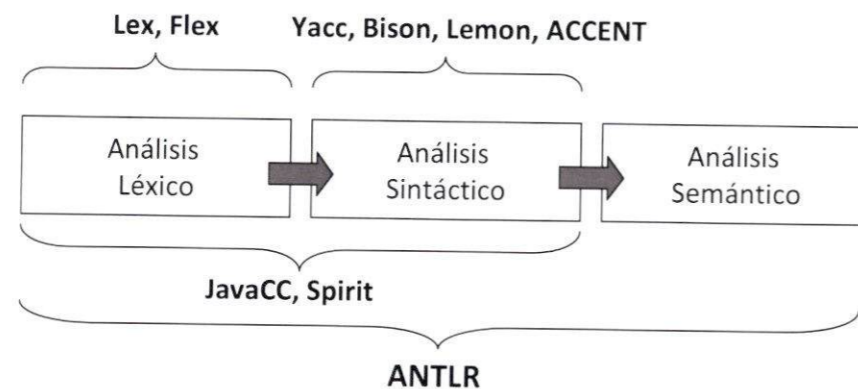 Lex, Flex
Yacc, Bison, Lemon, ACCENT
Análisis
Léxico
Análisis
Sintáctico
Análisis
Semántico
JavaCC, Spirit
ANTLR